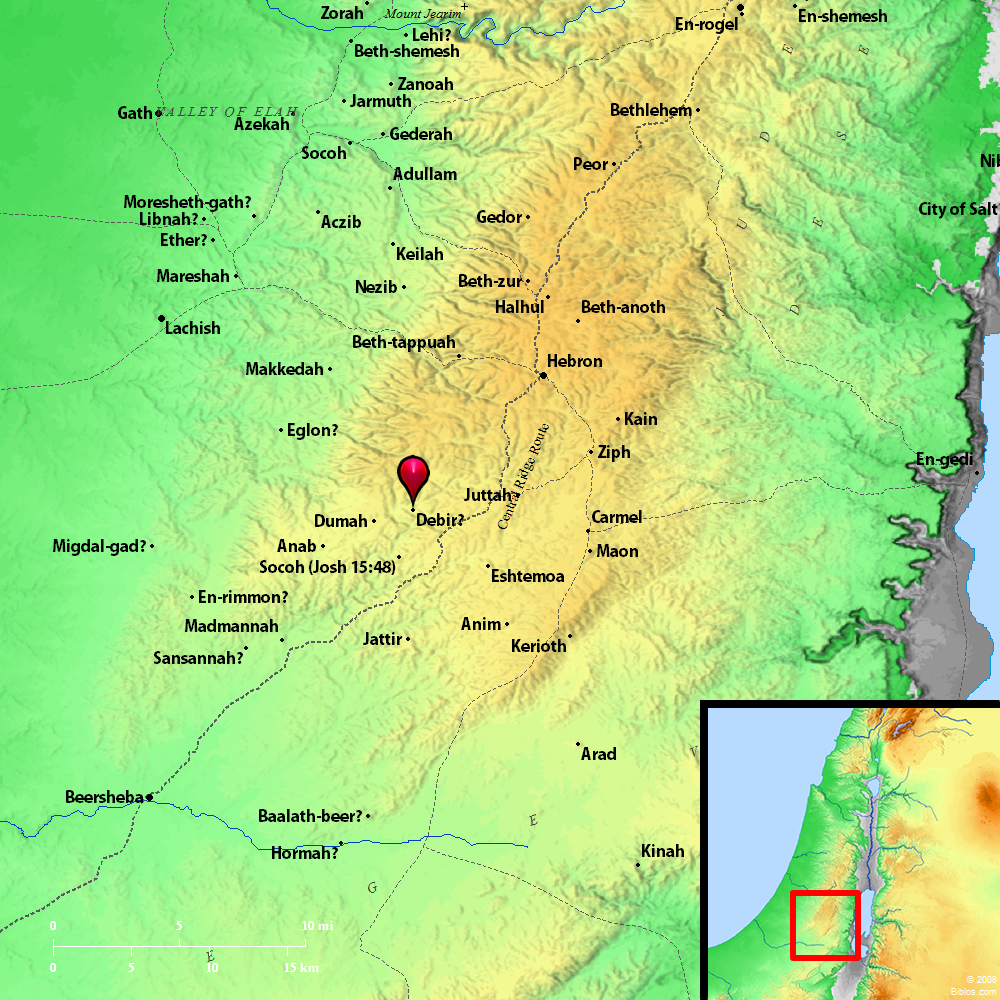 Zorah
Mount Jearim
En-rogel
En-shemesh
Lehi?
Beth-shemesh
Zanoah
Jarmuth
Gath
VALLEY OF ELAH
Azekah
Bethlehem
Gederah
Socoh
Peor
Adullam
Moresheth-gath?
Libnah?
Aczib
Gedor
City of Salt
Ether?
Keilah
Mareshah
Nezib
Beth-zur
Halhul
Beth-anoth
Lachish
Beth-tappuah
Makkedah
Hebron
Eglon?
Kain
Central Ridge Route
Ziph
En-gedi
Juttah
Dumah
Debir?
Carmel
Migdal-gad?
Anab
Maon
Socoh (Josh 15:48)
Eshtemoa
En-rimmon?
Madmannah
Anim
Jattir
Kerioth
Sansannah?
Arad
Beersheba
Baalath-beer?
Hormah?
Kinah
J U D E
D E S E
N E G E V
0 5 10 mi
0 5 10 15 km
© 2008
Biblos.com